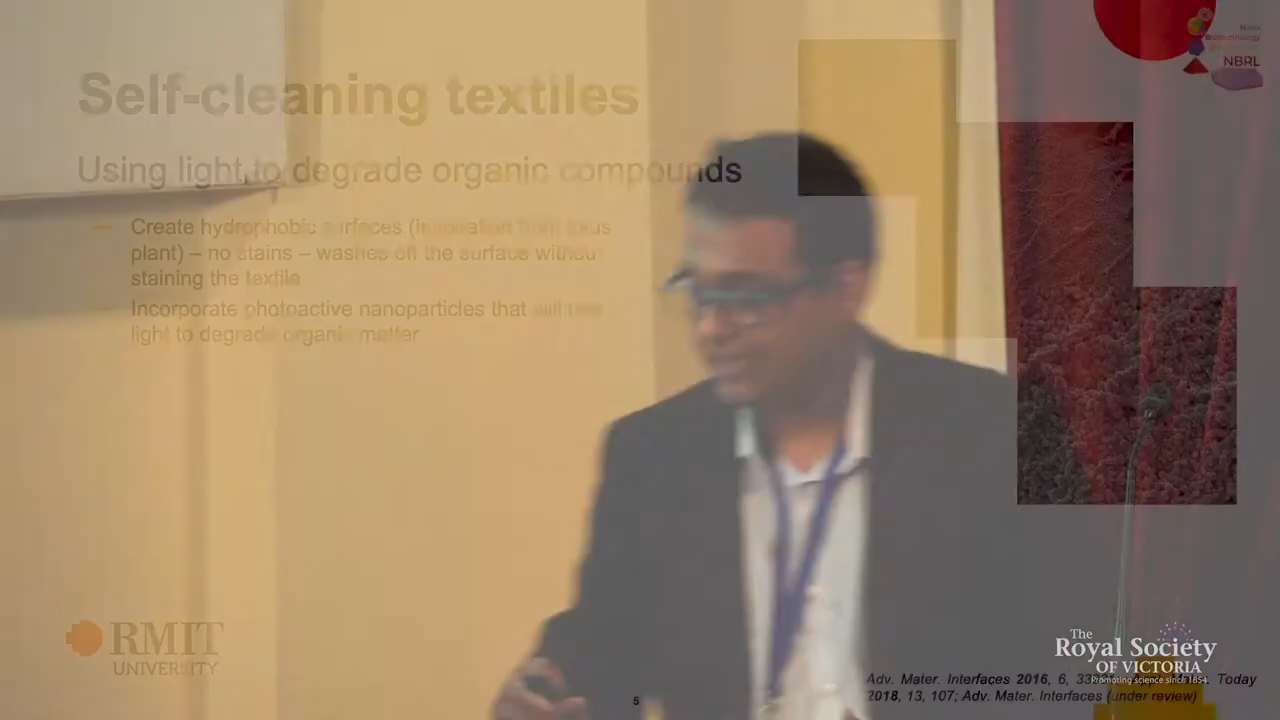 Self-cleaning textiles
Using light to degrade organic compounds
Create hydrophobic surfaces (inspiration from lotus
plant) – no stains – washes off the surface without
staining the textile
Incorporate photoactive nanoparticles that will use
light to degrade organic matter
Nano
Biotechnology
NBRL
RMIT
UNIVERSITY
The
Royal Society
OF VICTORIA
Promoting science since 1854
Adv. Mater. Interfaces 2016, 6, Today
2018, 13, 107; Adv. Mater. Interfaces (under review)
5